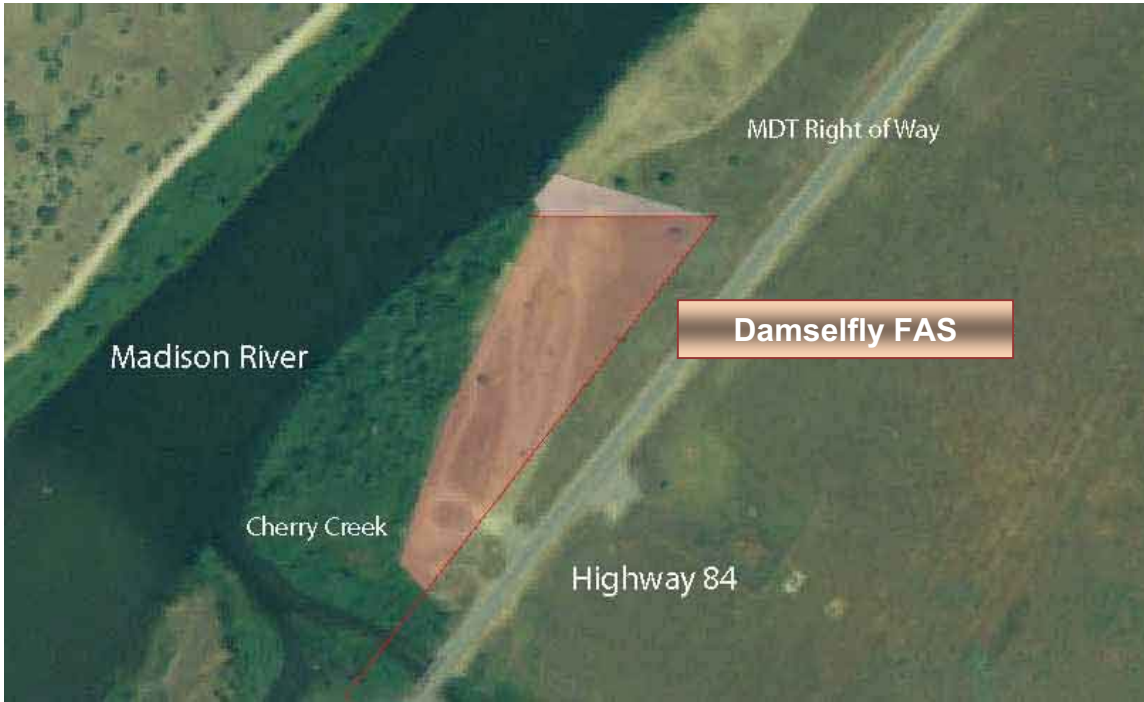 MDT Right of Way
Damselfly FAS
Madison River
Cherry Creek
Highway 84